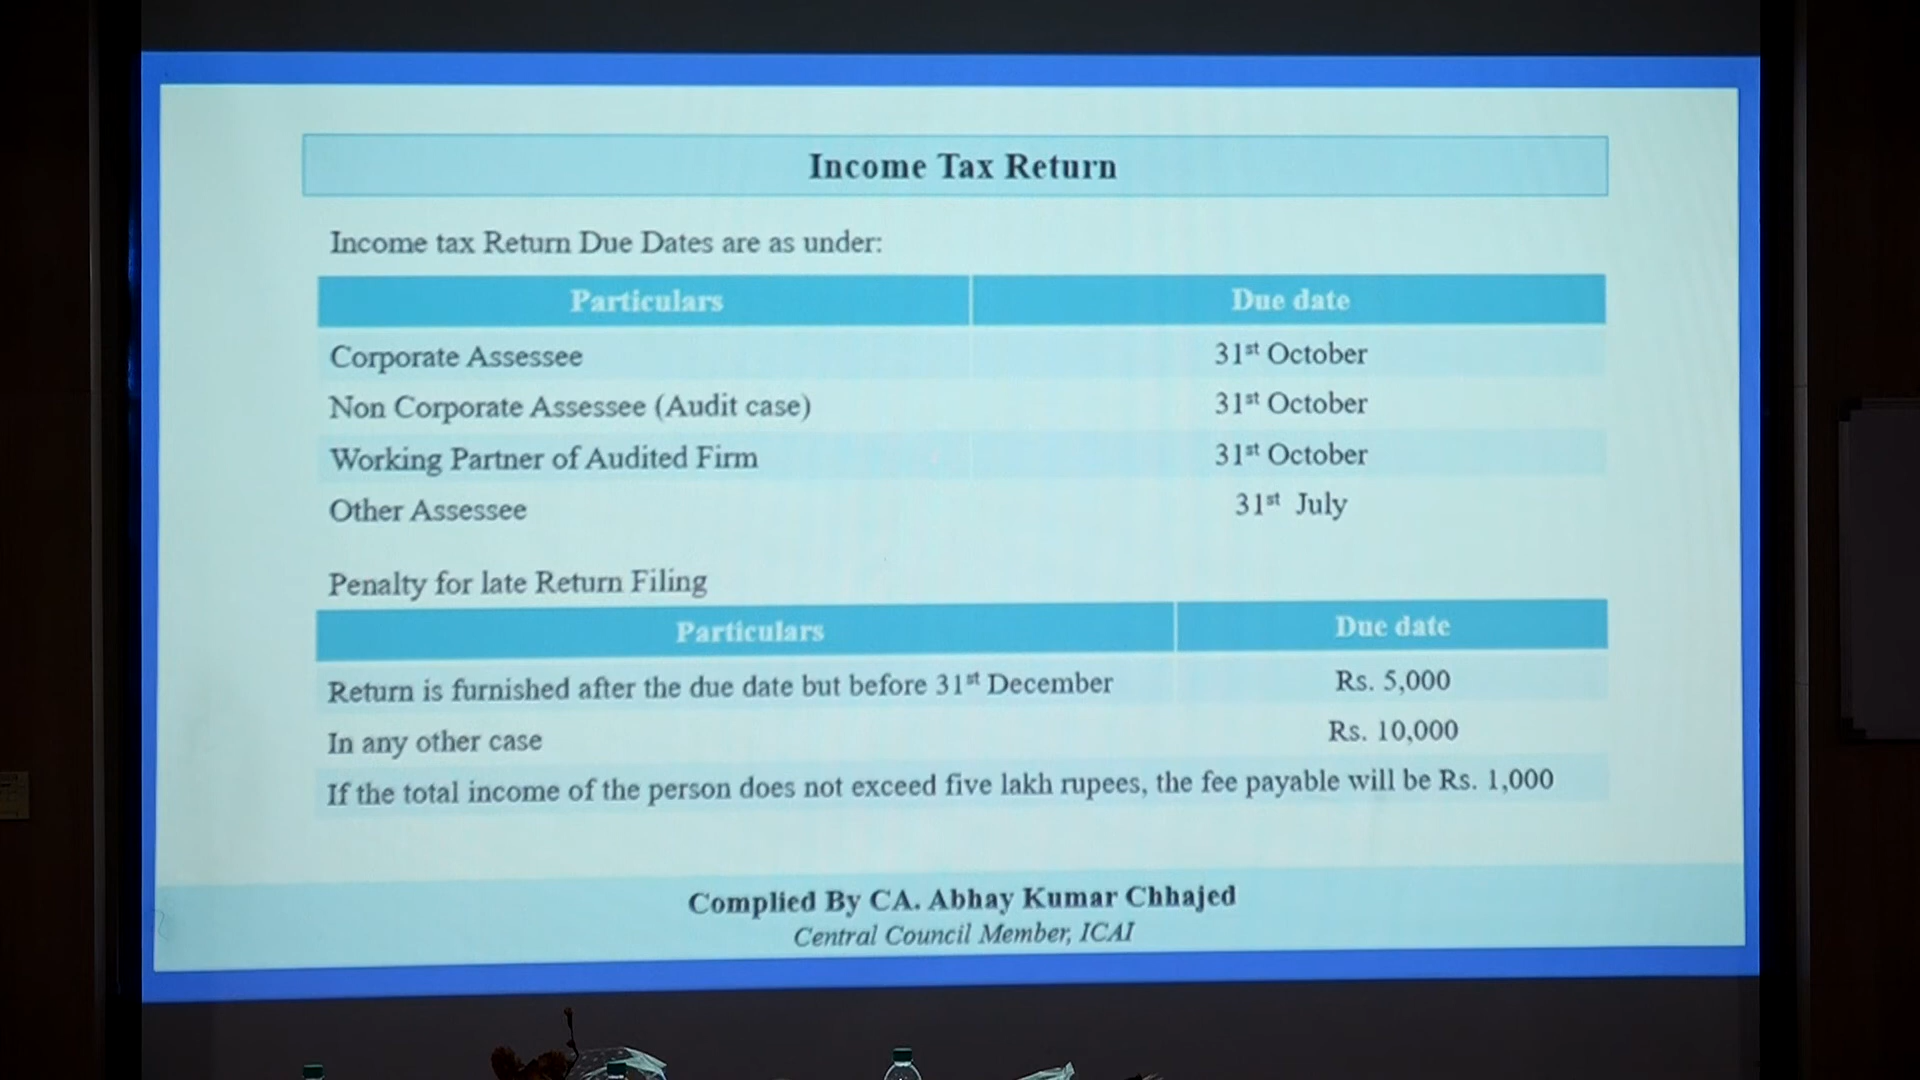 Income Tax Return
Income tax Return Due Dates are as under:
Particulars Due date
Corporate Assessee 31st October
Non Corporate Assessee (Audit case) 31st October
Working Partner of Audited Firm 31st October
Other Assessee 31st July
Penalty for late Return Filing
Particulars Due date
Return is furnished after the due date but before 31st December Rs. 5,000
In any other case Rs. 10,000
If the total income of the person does not exceed five lakh rupees, the fee payable will be Rs. 1,000
Complied By CA. Abhay Kumar Chhajed
Central Council Member, ICAI